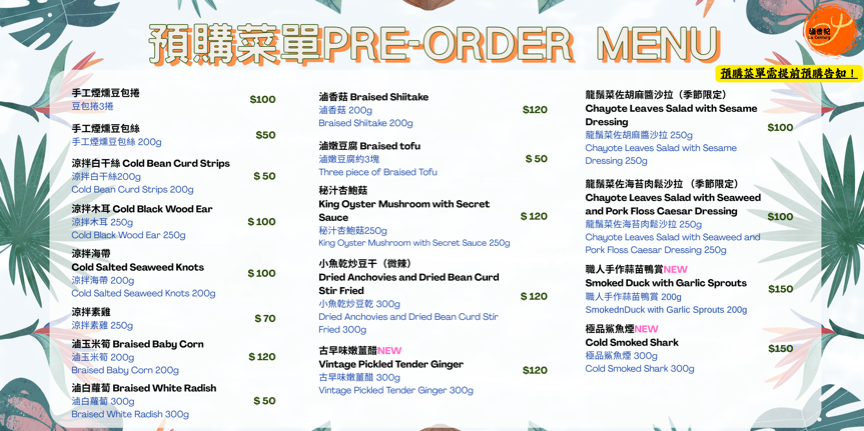 預購菜單PRE-ORDER MENU
滷世紀
Lu Century
預購菜單需提前預購告知！
手工煙燻豆包捲
豆包捲3捲
$100
手工煙燻豆包絲
手工煙燻豆包絲 200g
$50
涼拌白干絲 Cold Bean Curd Strips
涼拌白干絲200g
Cold Bean Curd Strips 200g
$ 50
涼拌木耳 Cold Black Wood Ear
涼拌木耳 250g
Cold Black Wood Ear 250g
$ 100
涼拌海帶
Cold Salted Seaweed Knots
涼拌海帶 200g
Cold Salted Seaweed Knots 200g
$ 100
涼拌素雞
涼拌素雞 250g
$ 70
滷玉米筍 Braised Baby Corn
滷玉米筍 200g
Braised Baby Corn 200g
$ 120
滷白蘿蔔 Braised White Radish
滷白蘿蔔 300g
Braised White Radish 300g
$ 50
滷香菇 Braised Shiitake
滷香菇 200g
Braised Shiitake 200g
$120
滷嫩豆腐 Braised tofu
滷嫩豆腐約3塊
Three piece of Braised Tofu
$ 50
秘汁杏鮑菇
King Oyster Mushroom with Secret
Sauce
秘汁杏鮑菇250g
King Oyster Mushroom with Secret Sauce 250g
$ 120
小魚乾炒豆干（微辣）
Dried Anchovies and Dried Bean Curd
Stir Fried
小魚乾炒豆乾 300g
Dried Anchovies and Dried Bean Curd Stir
Fried 300g
$ 120
古早味嫩薑醋NEW
Vintage Pickled Tender Ginger
古早味嫩薑醋 300g
Vintage Pickled Tender Ginger 300g
$120
龍鬚菜佐胡麻醬沙拉（季節限定）
Chayote Leaves Salad with Sesame
Dressing
龍鬚菜佐胡麻醬沙拉 250g
Chayote Leaves Salad with Sesame
Dressing 250g
$100
龍鬚菜佐海苔肉鬆沙拉 （季節限定）
Chayote Leaves Salad with Seaweed
and Pork Floss Caesar Dressing
龍鬚菜佐海苔肉鬆沙拉 250g
Chayote Leaves Salad with Seaweed and
Pork Floss Caesar Dressing 250g
$100
職人手作蒜苗鴨賞NEW
Smoked Duck with Garlic Sprouts
職人手作蒜苗鴨賞 200g
SmokednDuck with Garlic Sprouts 200g
$150
極品鯊魚煙NEW
Cold Smoked Shark
極品鯊魚煙 300g
Cold Smoked Shark 300g
$150